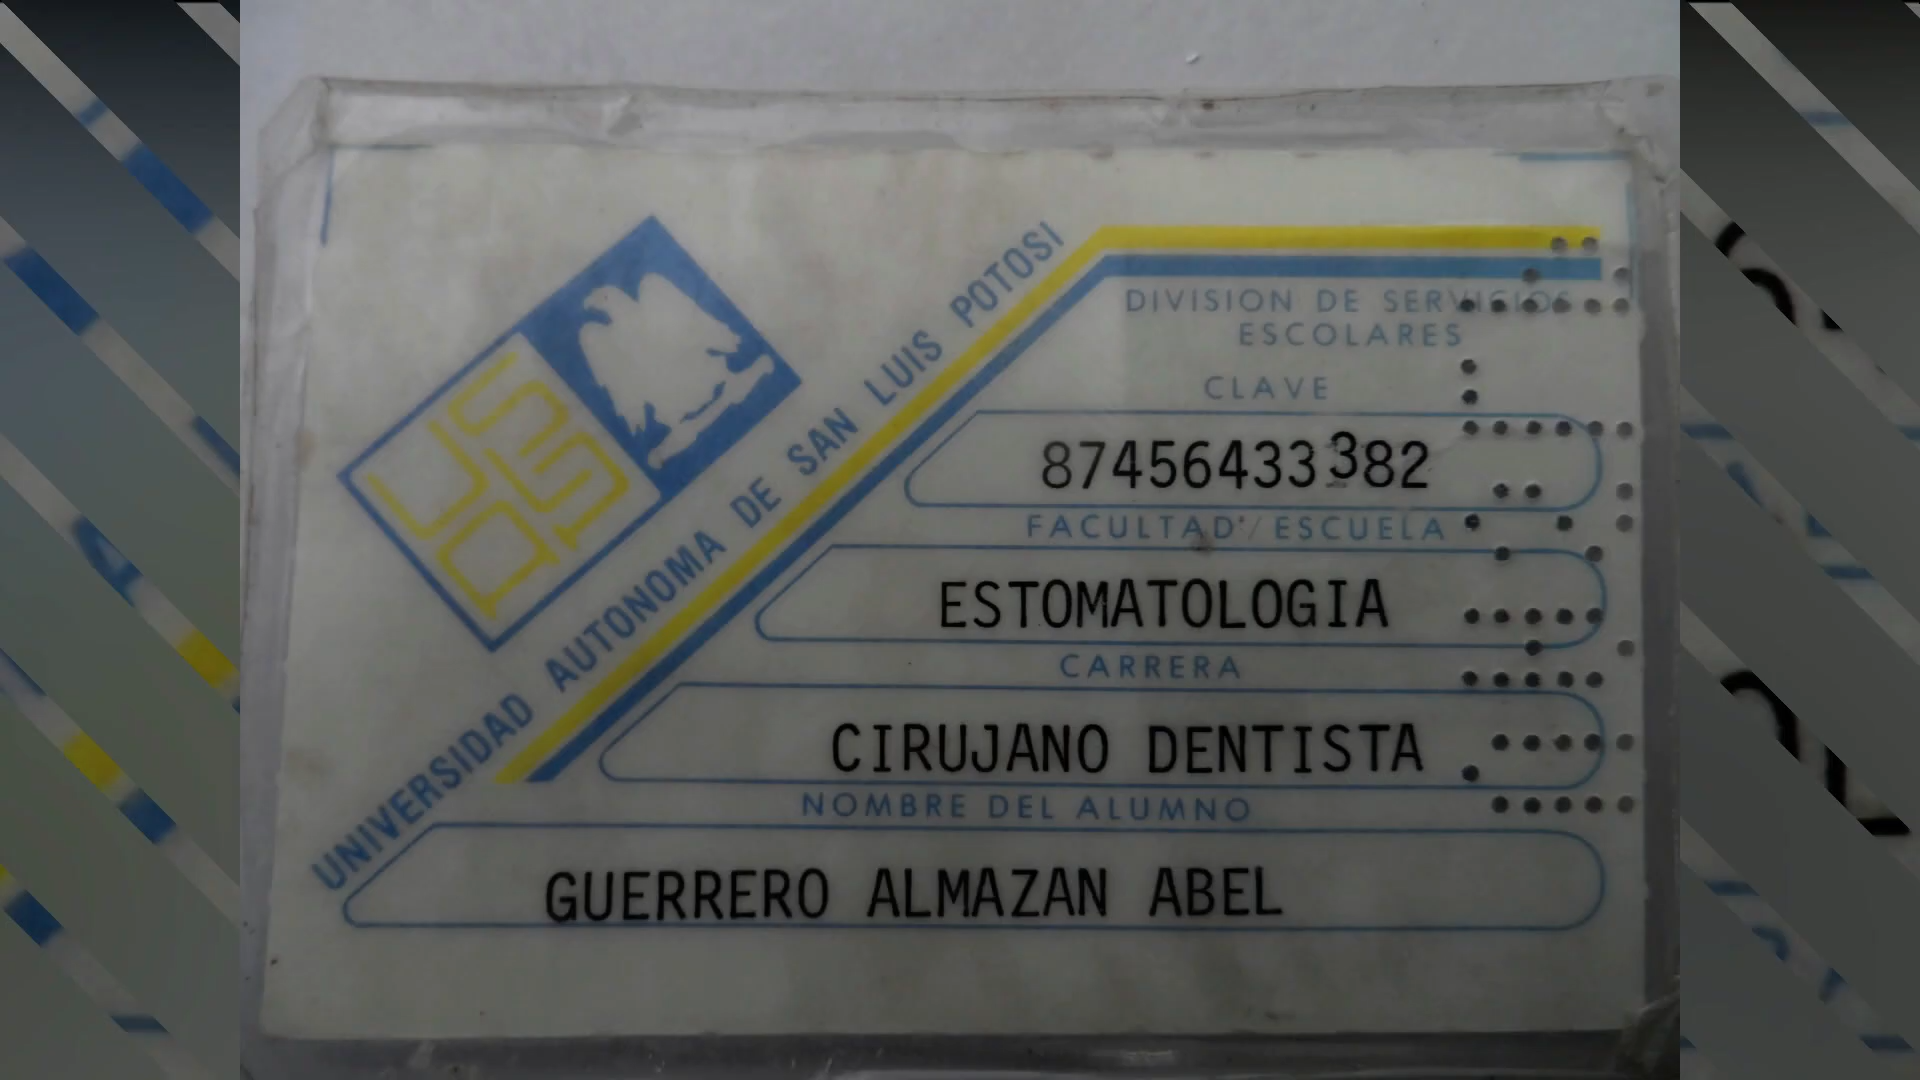 UASLP
UNIVERSIDAD AUTONOMA DE SAN LUIS POTOSI
DIVISION DE SERVICIOS
ESCOLARES
CLAVE
87456433382
FACULTAD / ESCUELA
ESTOMATOLOGIA
CARRERA
CIRUJANO DENTISTA
NOMBRE DEL ALUMNO
GUERRERO ALMAZAN ABEL